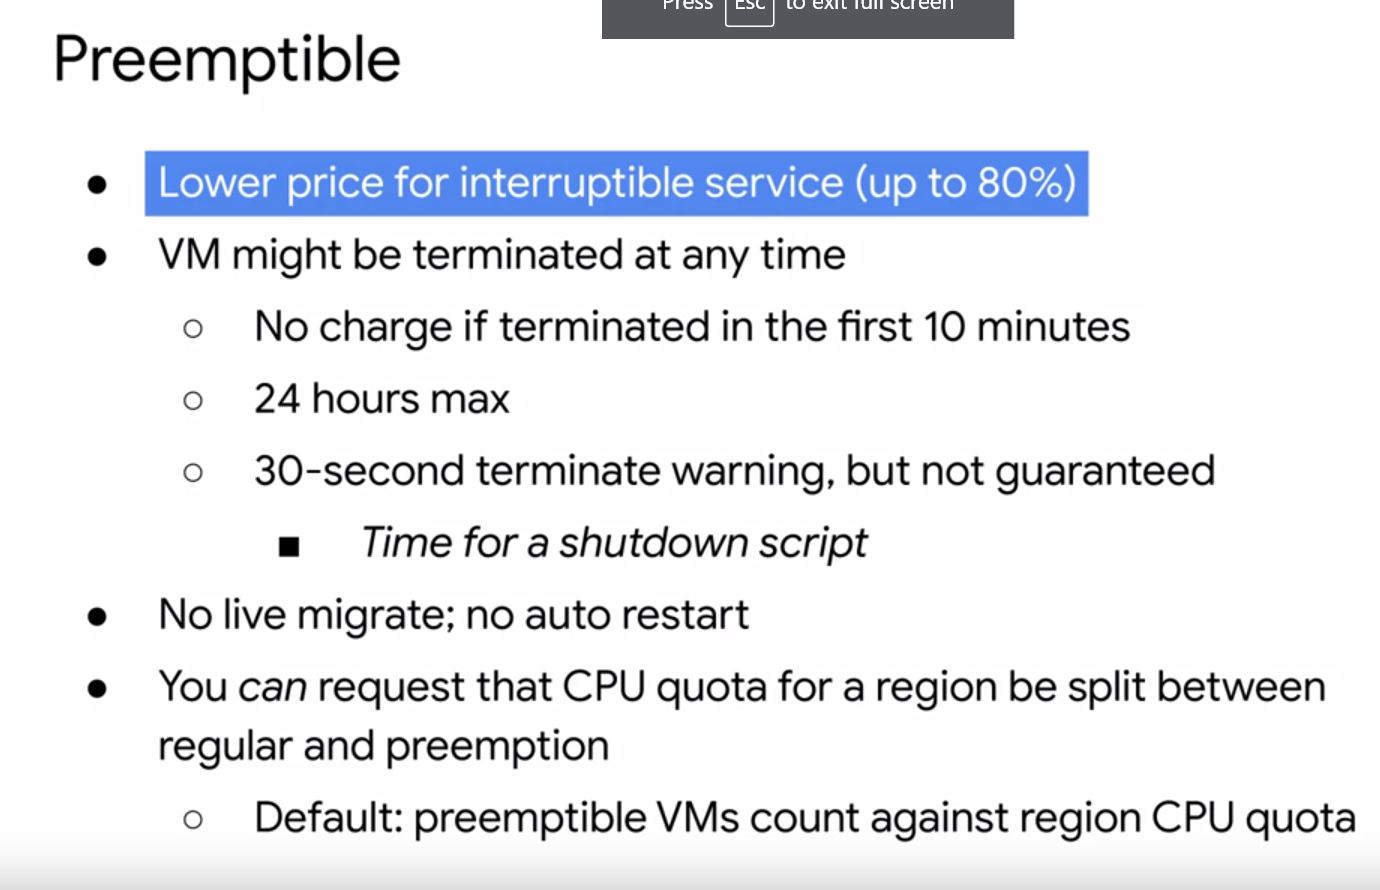 Press Esc to exit full screen
Preemptible
● Lower price for interruptible service (up to 80%)
● VM might be terminated at any time
○ No charge if terminated in the first 10 minutes
○ 24 hours max
○ 30-second terminate warning, but not guaranteed
■ Time for a shutdown script
● No live migrate; no auto restart
● You can request that CPU quota for a region be split between
regular and preemption
○ Default: preemptible VMs count against region CPU quota